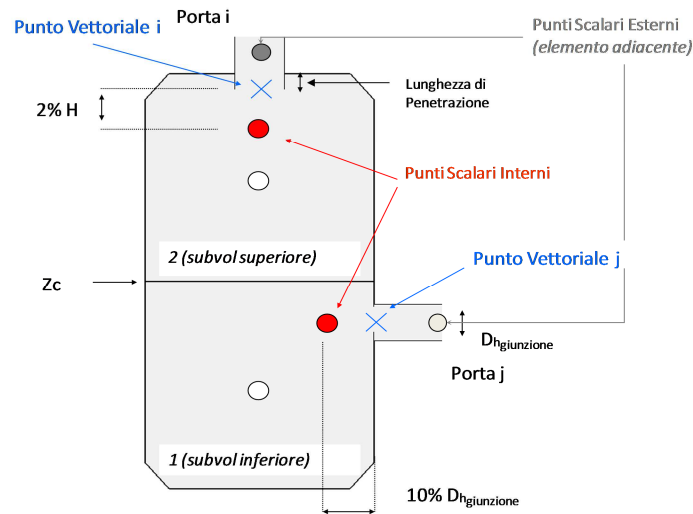 Porta i
Punto Vettoriale i
Punti Scalari Esterni
(elemento adiacente)
Lunghezza di
Penetrazione
2% H
Punti Scalari Interni
2 (subvol superiore)
Punto Vettoriale j
Zc
Dhgiunzione
Porta j
1 (subvol inferiore)
10% Dhgiunzione